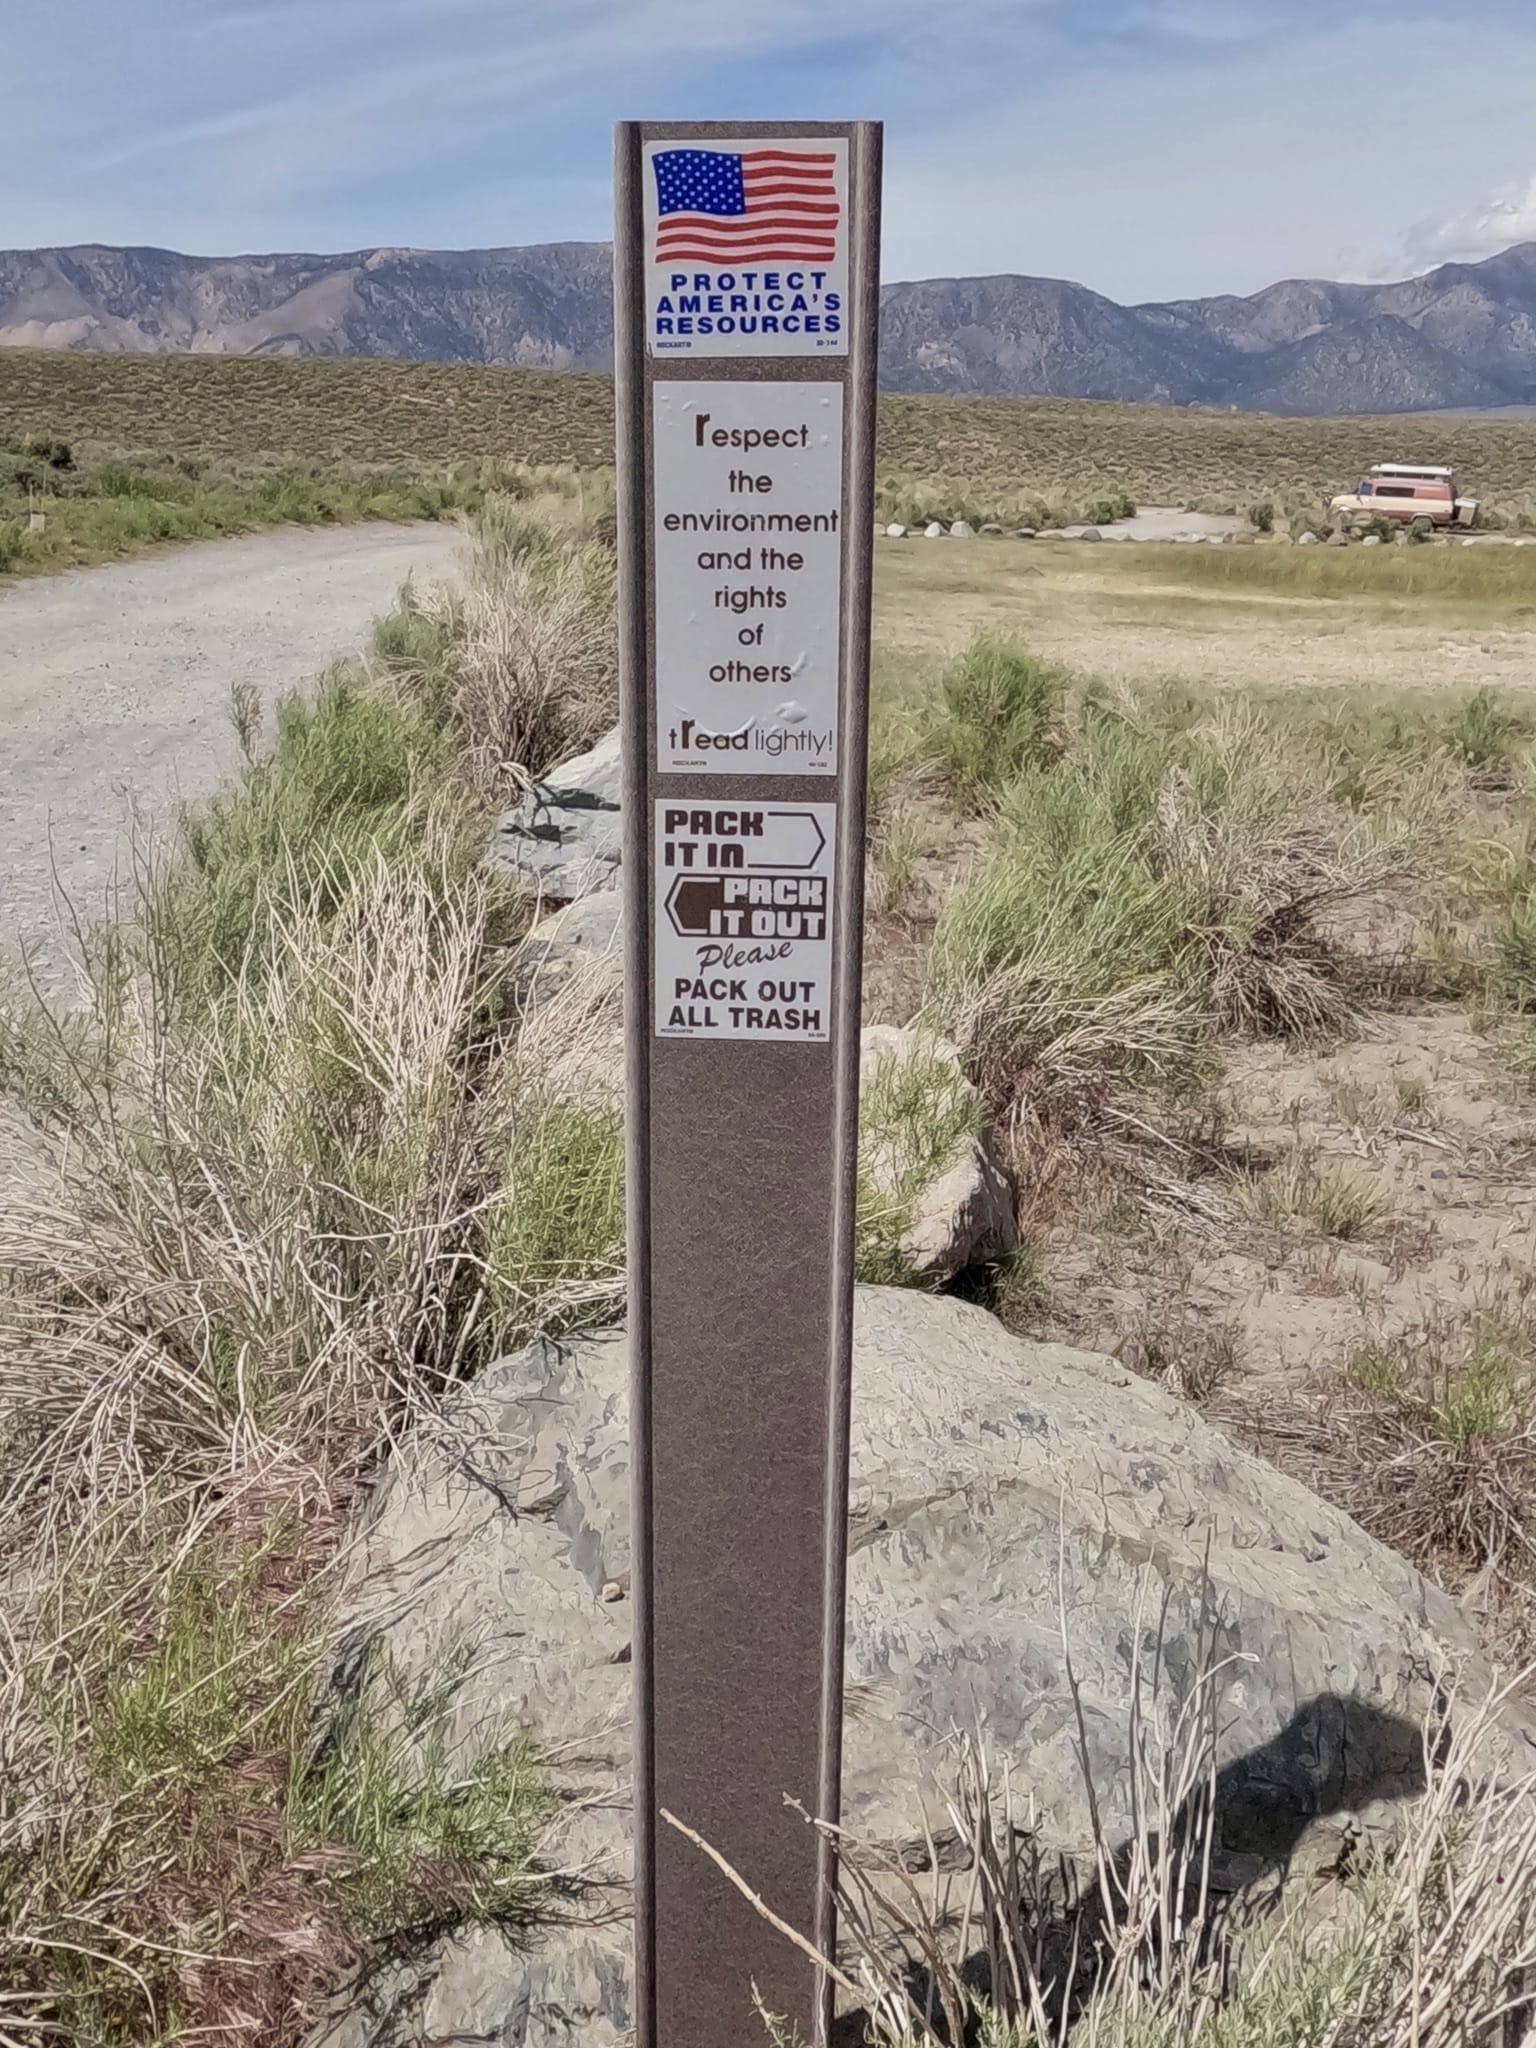 PROTECT
AMERICA'S
RESOURCES
respect
the
environment
and the
rights
of
others
tread lightly!
PACK
IT IN
PACK
IT OUT
Please
PACK OUT
ALL TRASH